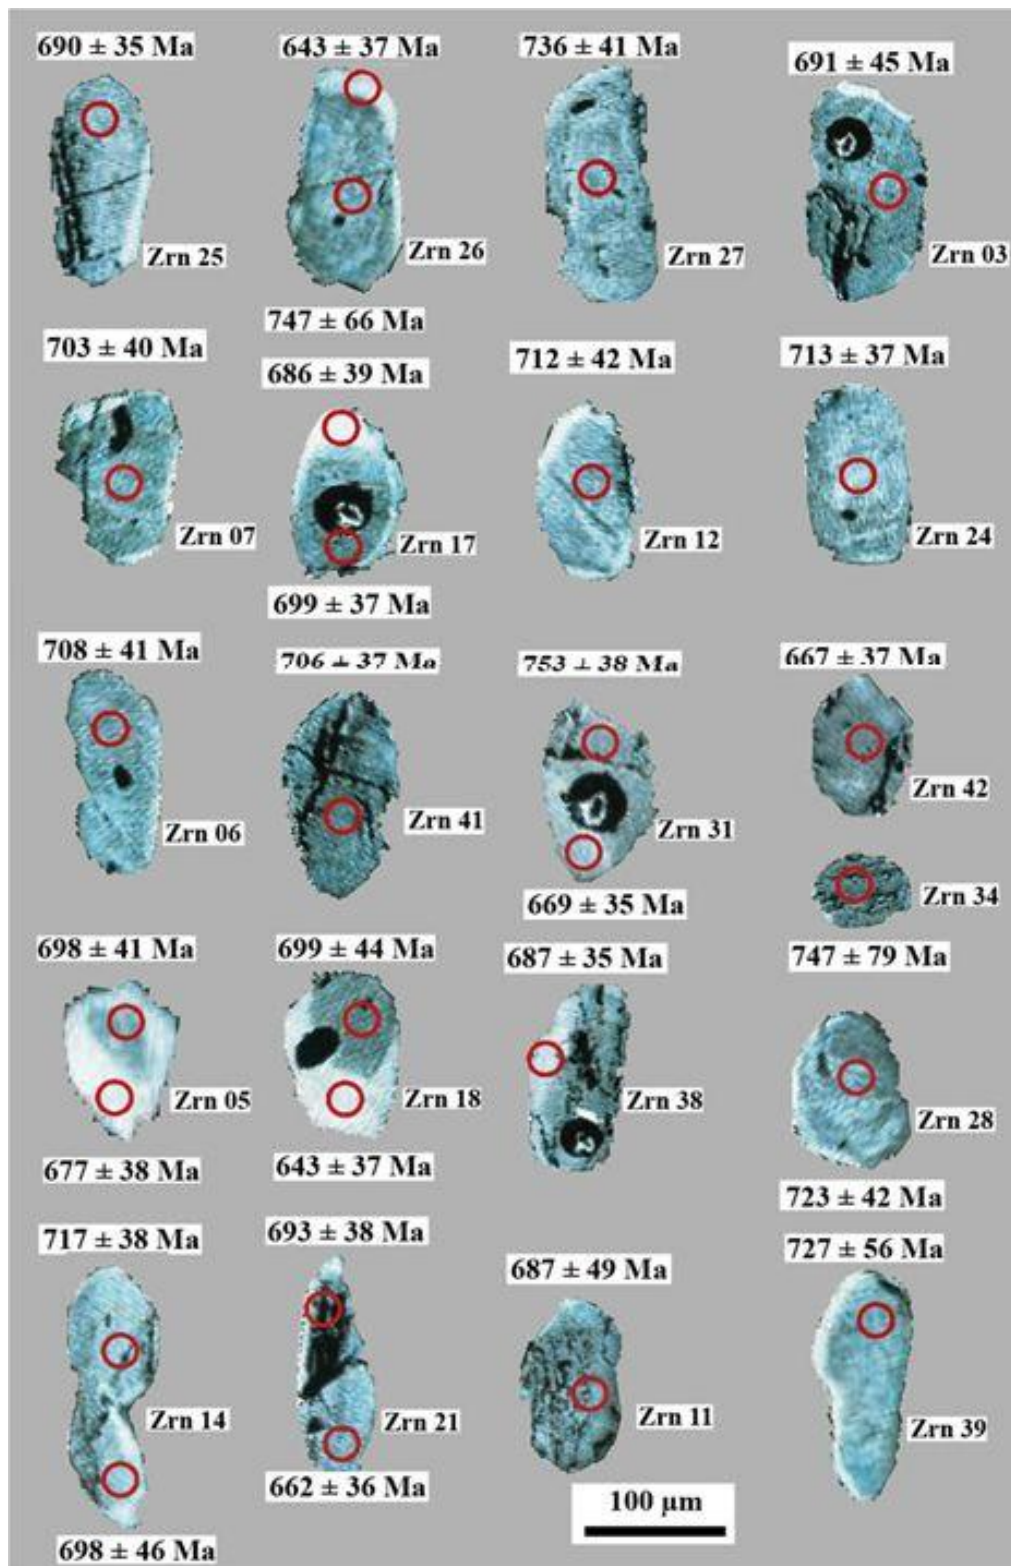 690 ± 35 Ma
643 ± 37 Ma
736 ± 41 Ma
691 ± 45 Ma
Zrn 25
Zrn 26
Zrn 27
Zrn 03
747 ± 66 Ma
703 ± 40 Ma
686 ± 39 Ma
712 ± 42 Ma
713 ± 37 Ma
Zrn 07
Zrn 17
Zrn 12
Zrn 24
699 ± 37 Ma
708 ± 41 Ma
706 ± 37 Ma
753 ± 38 Ma
667 ± 37 Ma
Zrn 06
Zrn 41
Zrn 31
Zrn 42
Zrn 34
669 ± 35 Ma
747 ± 79 Ma
698 ± 41 Ma
699 ± 44 Ma
687 ± 35 Ma
Zrn 05
Zrn 18
Zrn 38
Zrn 28
677 ± 38 Ma
643 ± 37 Ma
723 ± 42 Ma
717 ± 38 Ma
693 ± 38 Ma
687 ± 49 Ma
727 ± 56 Ma
Zrn 14
Zrn 21
Zrn 11
Zrn 39
662 ± 36 Ma
698 ± 46 Ma
100 µm